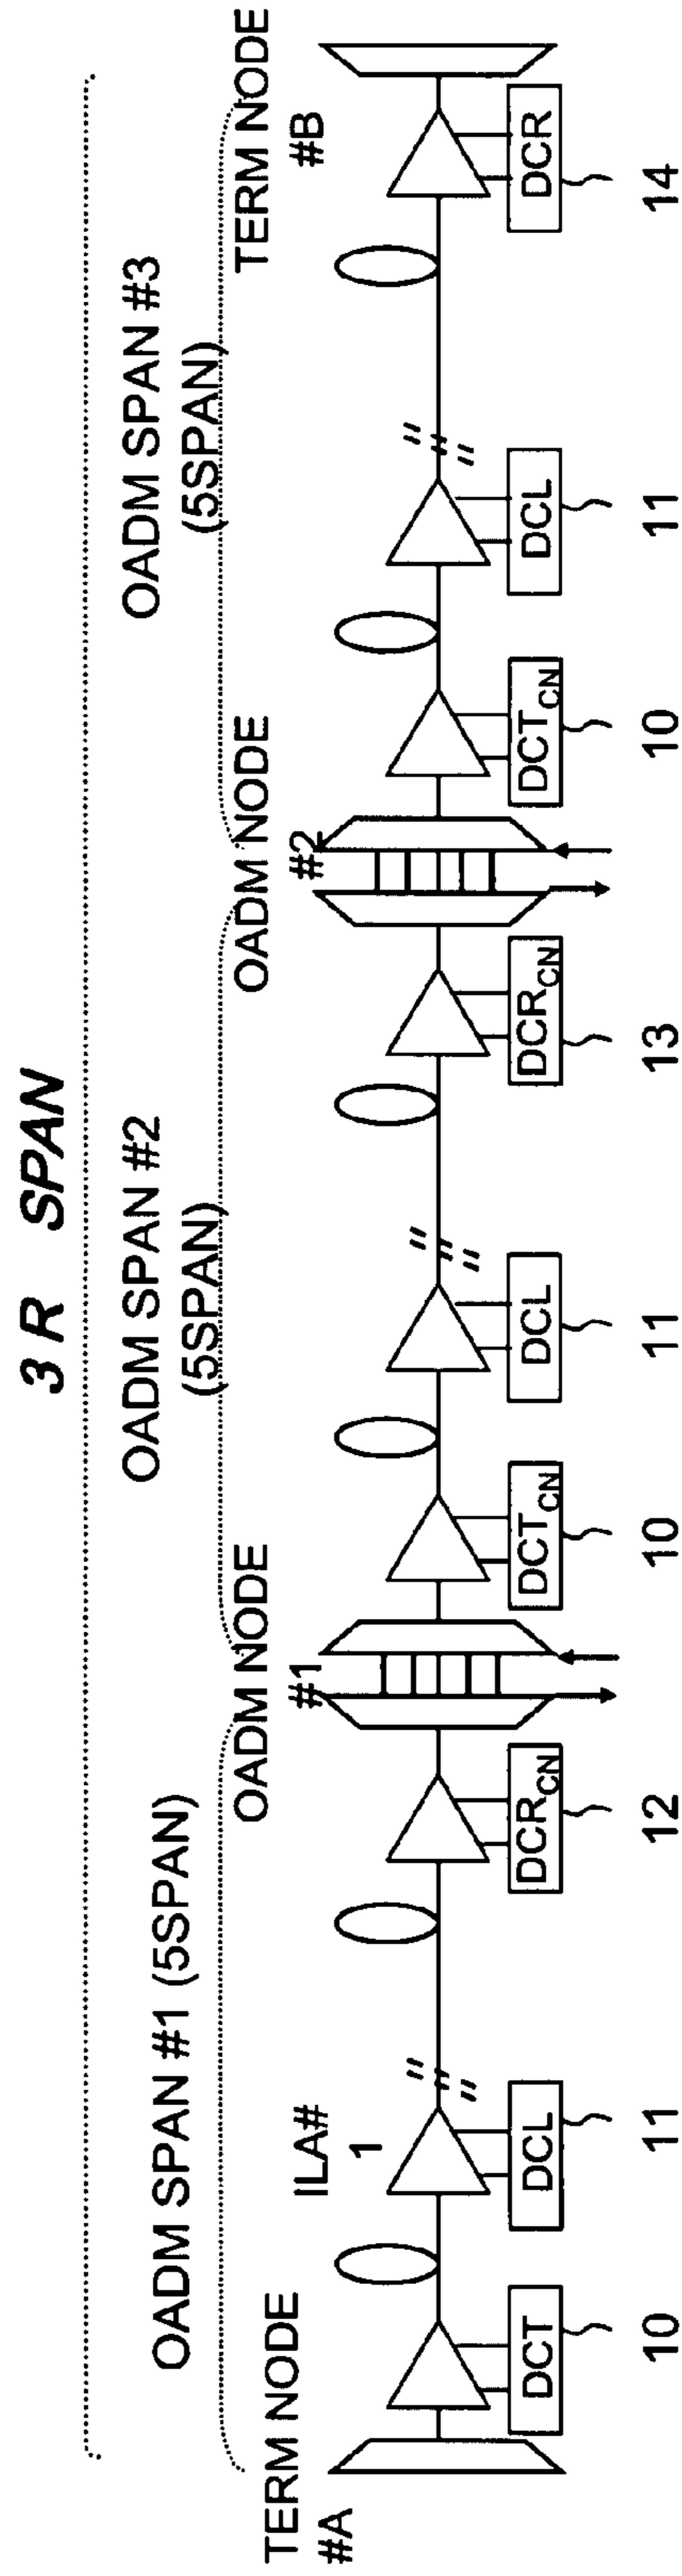 3R SPAN
OADM SPAN #1 (5SPAN)
OADM SPAN #2
(5SPAN)
OADM SPAN #3
(5SPAN)
TERM NODE
#A
ILA#
1
OADM NODE
#1
OADM NODE
#2
TERM NODE
#B
DCT
DCL
DCRCN
DCTCN
DCL
DCRCN
DCTCN
DCL
DCR
10
11
12
10
11
13
10
11
14